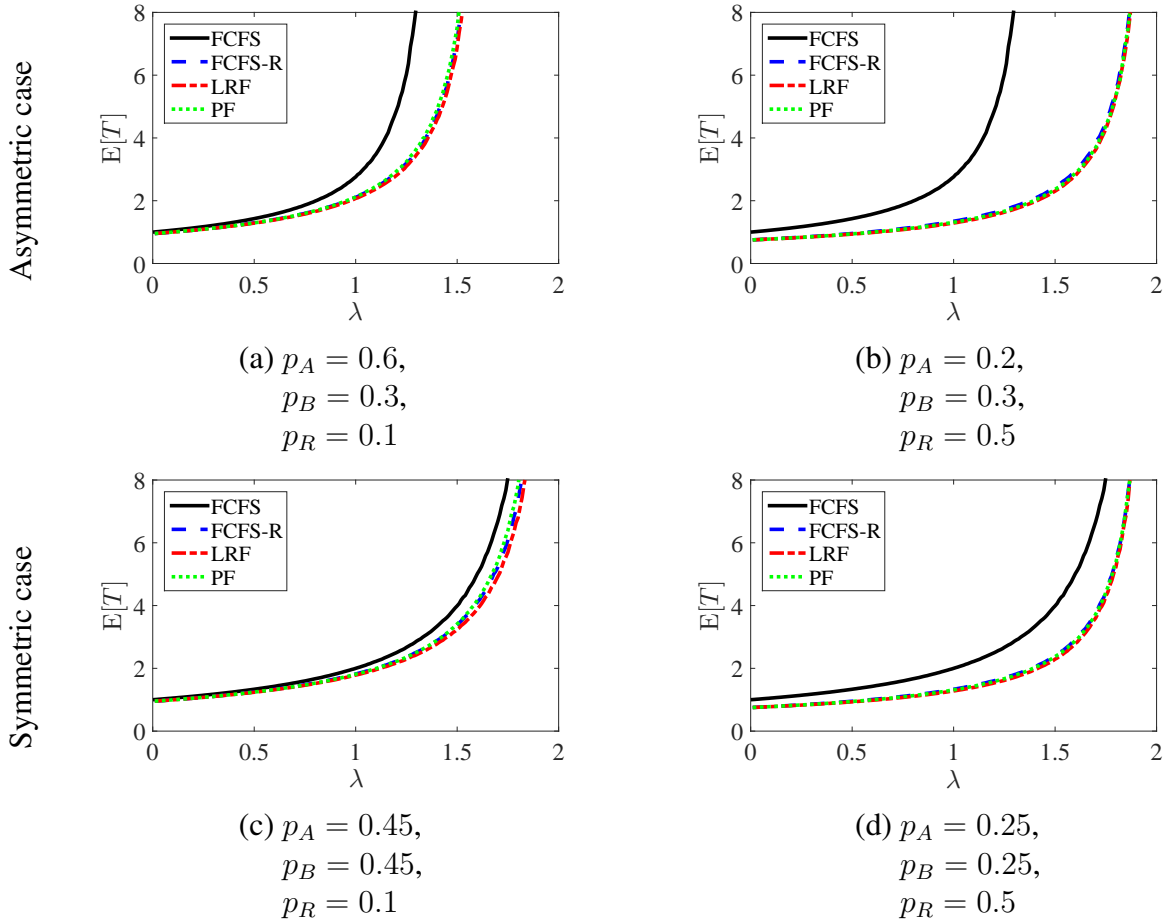 Asymmetric case
8
6
4
2
0
E[T]
FCFS
FCFS-R
LRF
PF
0 0.5 1 1.5 2
λ
(a) p_A = 0.6,
p_B = 0.3,
p_R = 0.1
8
6
4
2
0
E[T]
FCFS
FCFS-R
LRF
PF
0 0.5 1 1.5 2
λ
(b) p_A = 0.2,
p_B = 0.3,
p_R = 0.5
Symmetric case
8
6
4
2
0
E[T]
FCFS
FCFS-R
LRF
PF
0 0.5 1 1.5 2
λ
(c) p_A = 0.45,
p_B = 0.45,
p_R = 0.1
8
6
4
2
0
E[T]
FCFS
FCFS-R
LRF
PF
0 0.5 1 1.5 2
λ
(d) p_A = 0.25,
p_B = 0.25,
p_R = 0.5